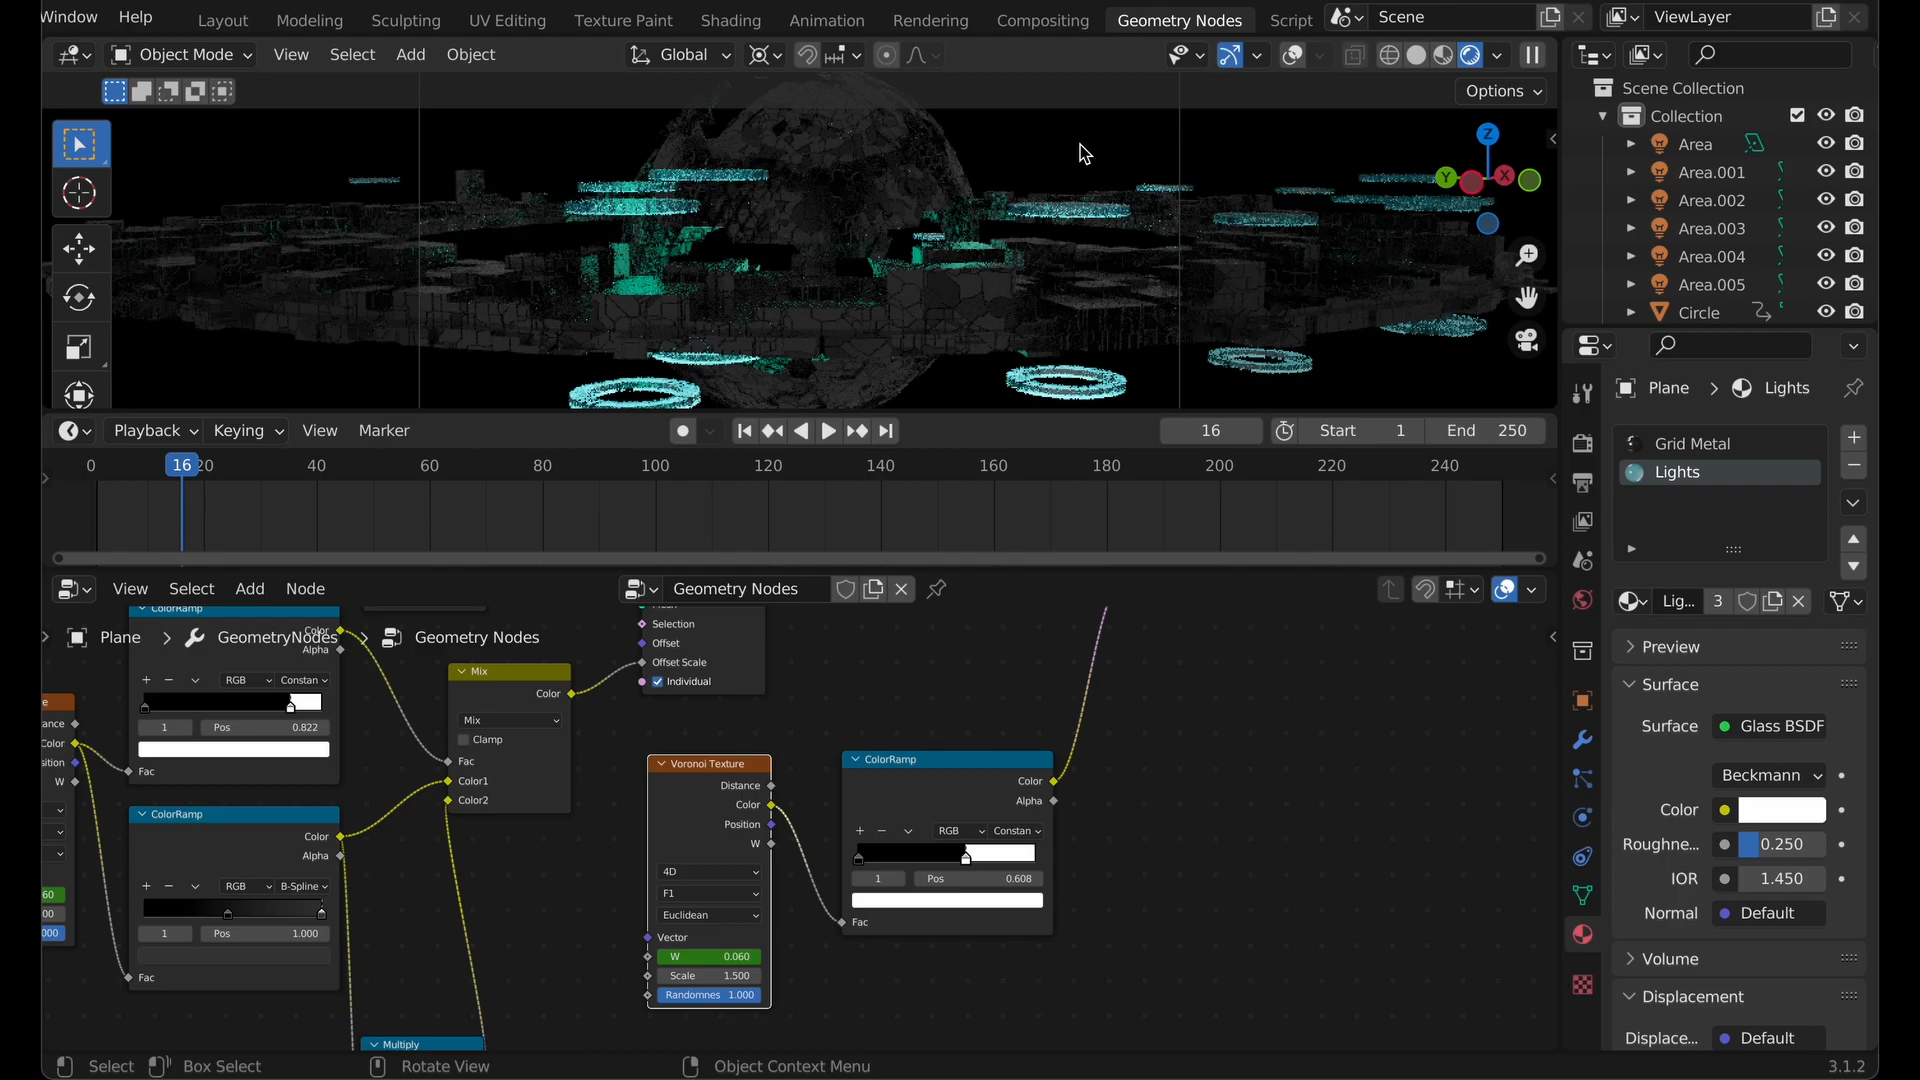 Window Help Layout Modeling Sculpting UV Editing Texture Paint Shading Animation Rendering Compositing Geometry Nodes Script Scene ViewLayer
Object Mode View Select Add Object Global
Options
Z
Y X
Scene Collection
Collection
Area
Area.001
Area.002
Area.003
Area.004
Area.005
Circle
Plane > Lights
Playback Keying View Marker 16 Start 1 End 250
0 16 20 40 60 80 100 120 140 160 180 200 220 240
Grid Metal
Lights
View Select Add Node Geometry Nodes
Lig... 3
Plane > GeometryNodes > Geometry Nodes
ColorRamp
Color
Alpha
RGB Constan
1 Pos 0.822
Fac
tance
Color
sition
W
60
00
000
ColorRamp
Color
Alpha
RGB B-Spline
1 Pos 1.000
Fac
Mix
Color
Mix
Clamp
Fac
Color1
Color2
Multiply
Selection
Offset
Offset Scale
Individual
Voronoi Texture
Distance
Color
Position
W
4D
F1
Euclidean
Vector
W 0.060
Scale 1.500
Randomnes 1.000
ColorRamp
Color
Alpha
RGB Constan
1 Pos 0.608
Fac
Preview
Surface
Surface Glass BSDF
Beckmann
Color
Roughne... 0.250
IOR 1.450
Normal Default
Volume
Displacement
Displace... Default
Select Box Select Rotate View Object Context Menu 3.1.2